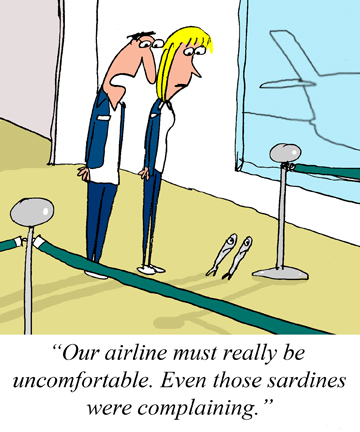 “Our airline must really be
uncomfortable. Even those sardines
were complaining.”